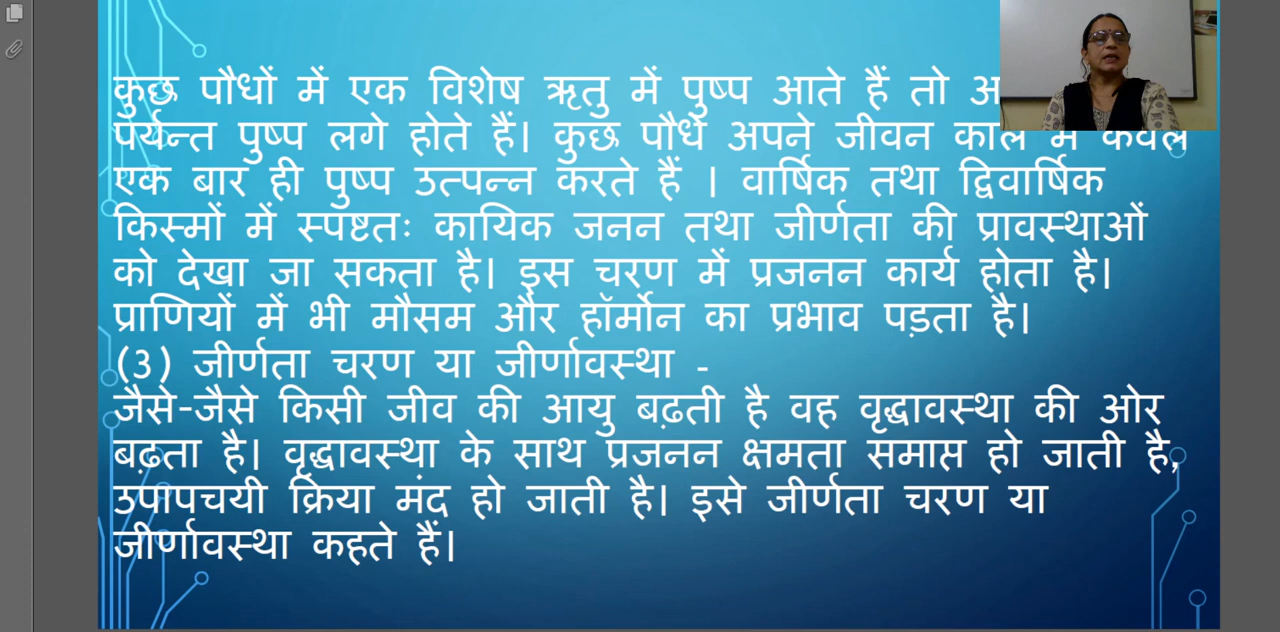 कुछ पौधों में एक विशेष ऋतु में पुष्प आते हैं तो
पर्यन्त पुष्प लगे होते हैं। कुछ पौधे अपने जीवन काल में केवल
एक बार ही पुष्प उत्पन्न करते हैं । वार्षिक तथा द्विवार्षिक
किस्मों में स्पष्टतः कायिक जनन तथा जीर्णता की प्रावस्थाओं
को देखा जा सकता है। इस चरण में प्रजनन कार्य होता है।
प्राणियों में भी मौसम और हॉर्मोन का प्रभाव पड़ता है।
(3) जीर्णता चरण या जीर्णावस्था -
जैसे-जैसे किसी जीव की आयु बढ़ती है वह वृद्धावस्था की ओर
बढ़ता है। वृद्धावस्था के साथ प्रजनन क्षमता समाप्त हो जाती है,
उपापचयी क्रिया मंद हो जाती है। इसे जीर्णता चरण या
जीर्णावस्था कहते हैं।